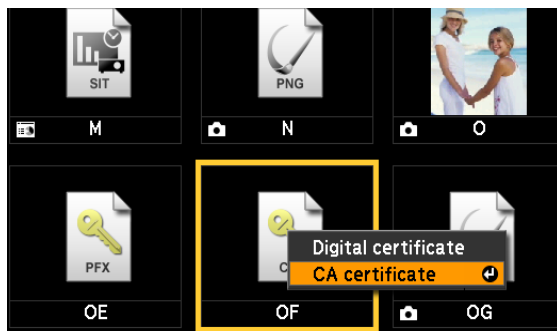 SIT
PNG
M
N
O
PFX
Digital certificate
CA certificate
OE
OF
OG